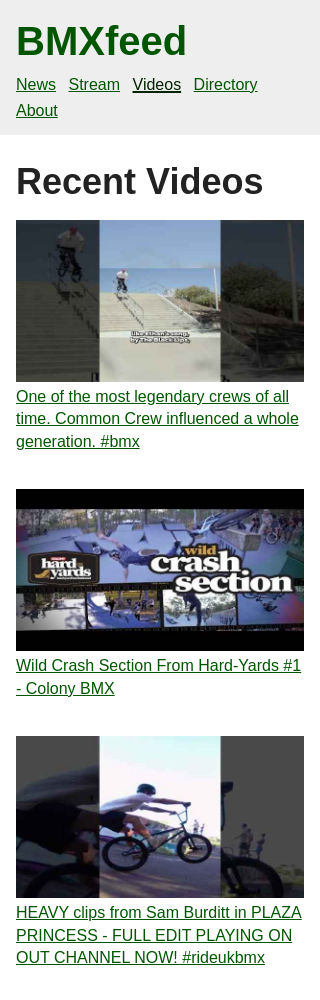 BMXfeed
News Stream Videos Directory
About
Recent Videos
like Ethan's song,
by The Black Lips,
One of the most legendary crews of all
time. Common Crew influenced a whole
generation. #bmx
hard
yards
wild
crash
section
Wild Crash Section From Hard-Yards #1
- Colony BMX
HEAVY clips from Sam Burditt in PLAZA
PRINCESS - FULL EDIT PLAYING ON
OUT CHANNEL NOW! #rideukbmx